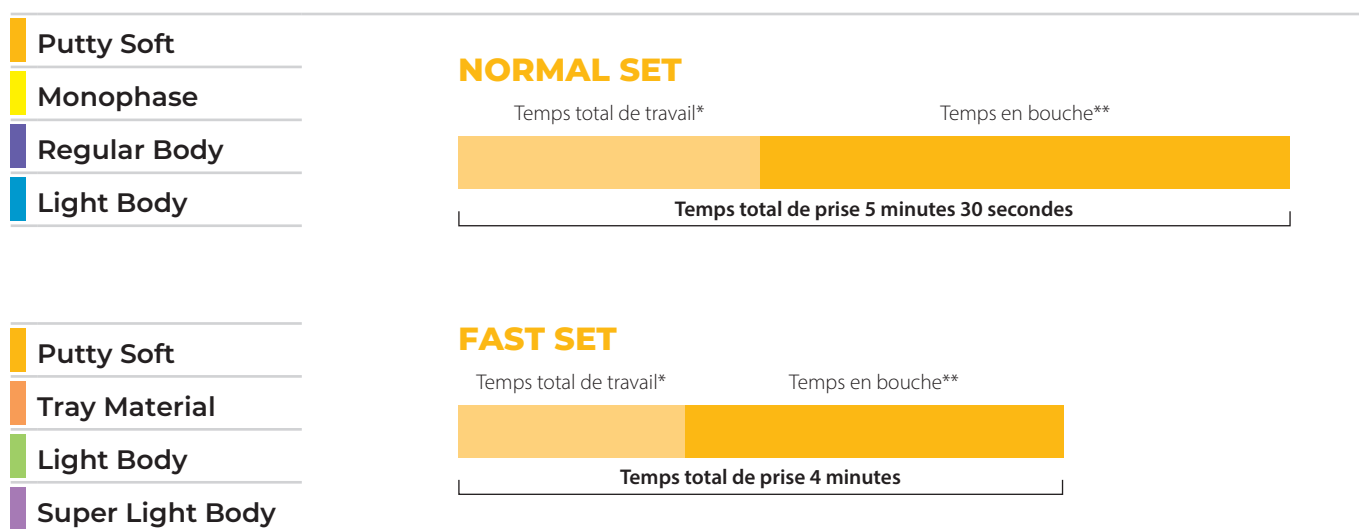 Putty Soft
Monophase
Regular Body
Light Body
NORMAL SET
Temps total de travail* Temps en bouche**
Temps total de prise 5 minutes 30 secondes
Putty Soft
Tray Material
Light Body
Super Light Body
FAST SET
Temps total de travail* Temps en bouche**
Temps total de prise 4 minutes